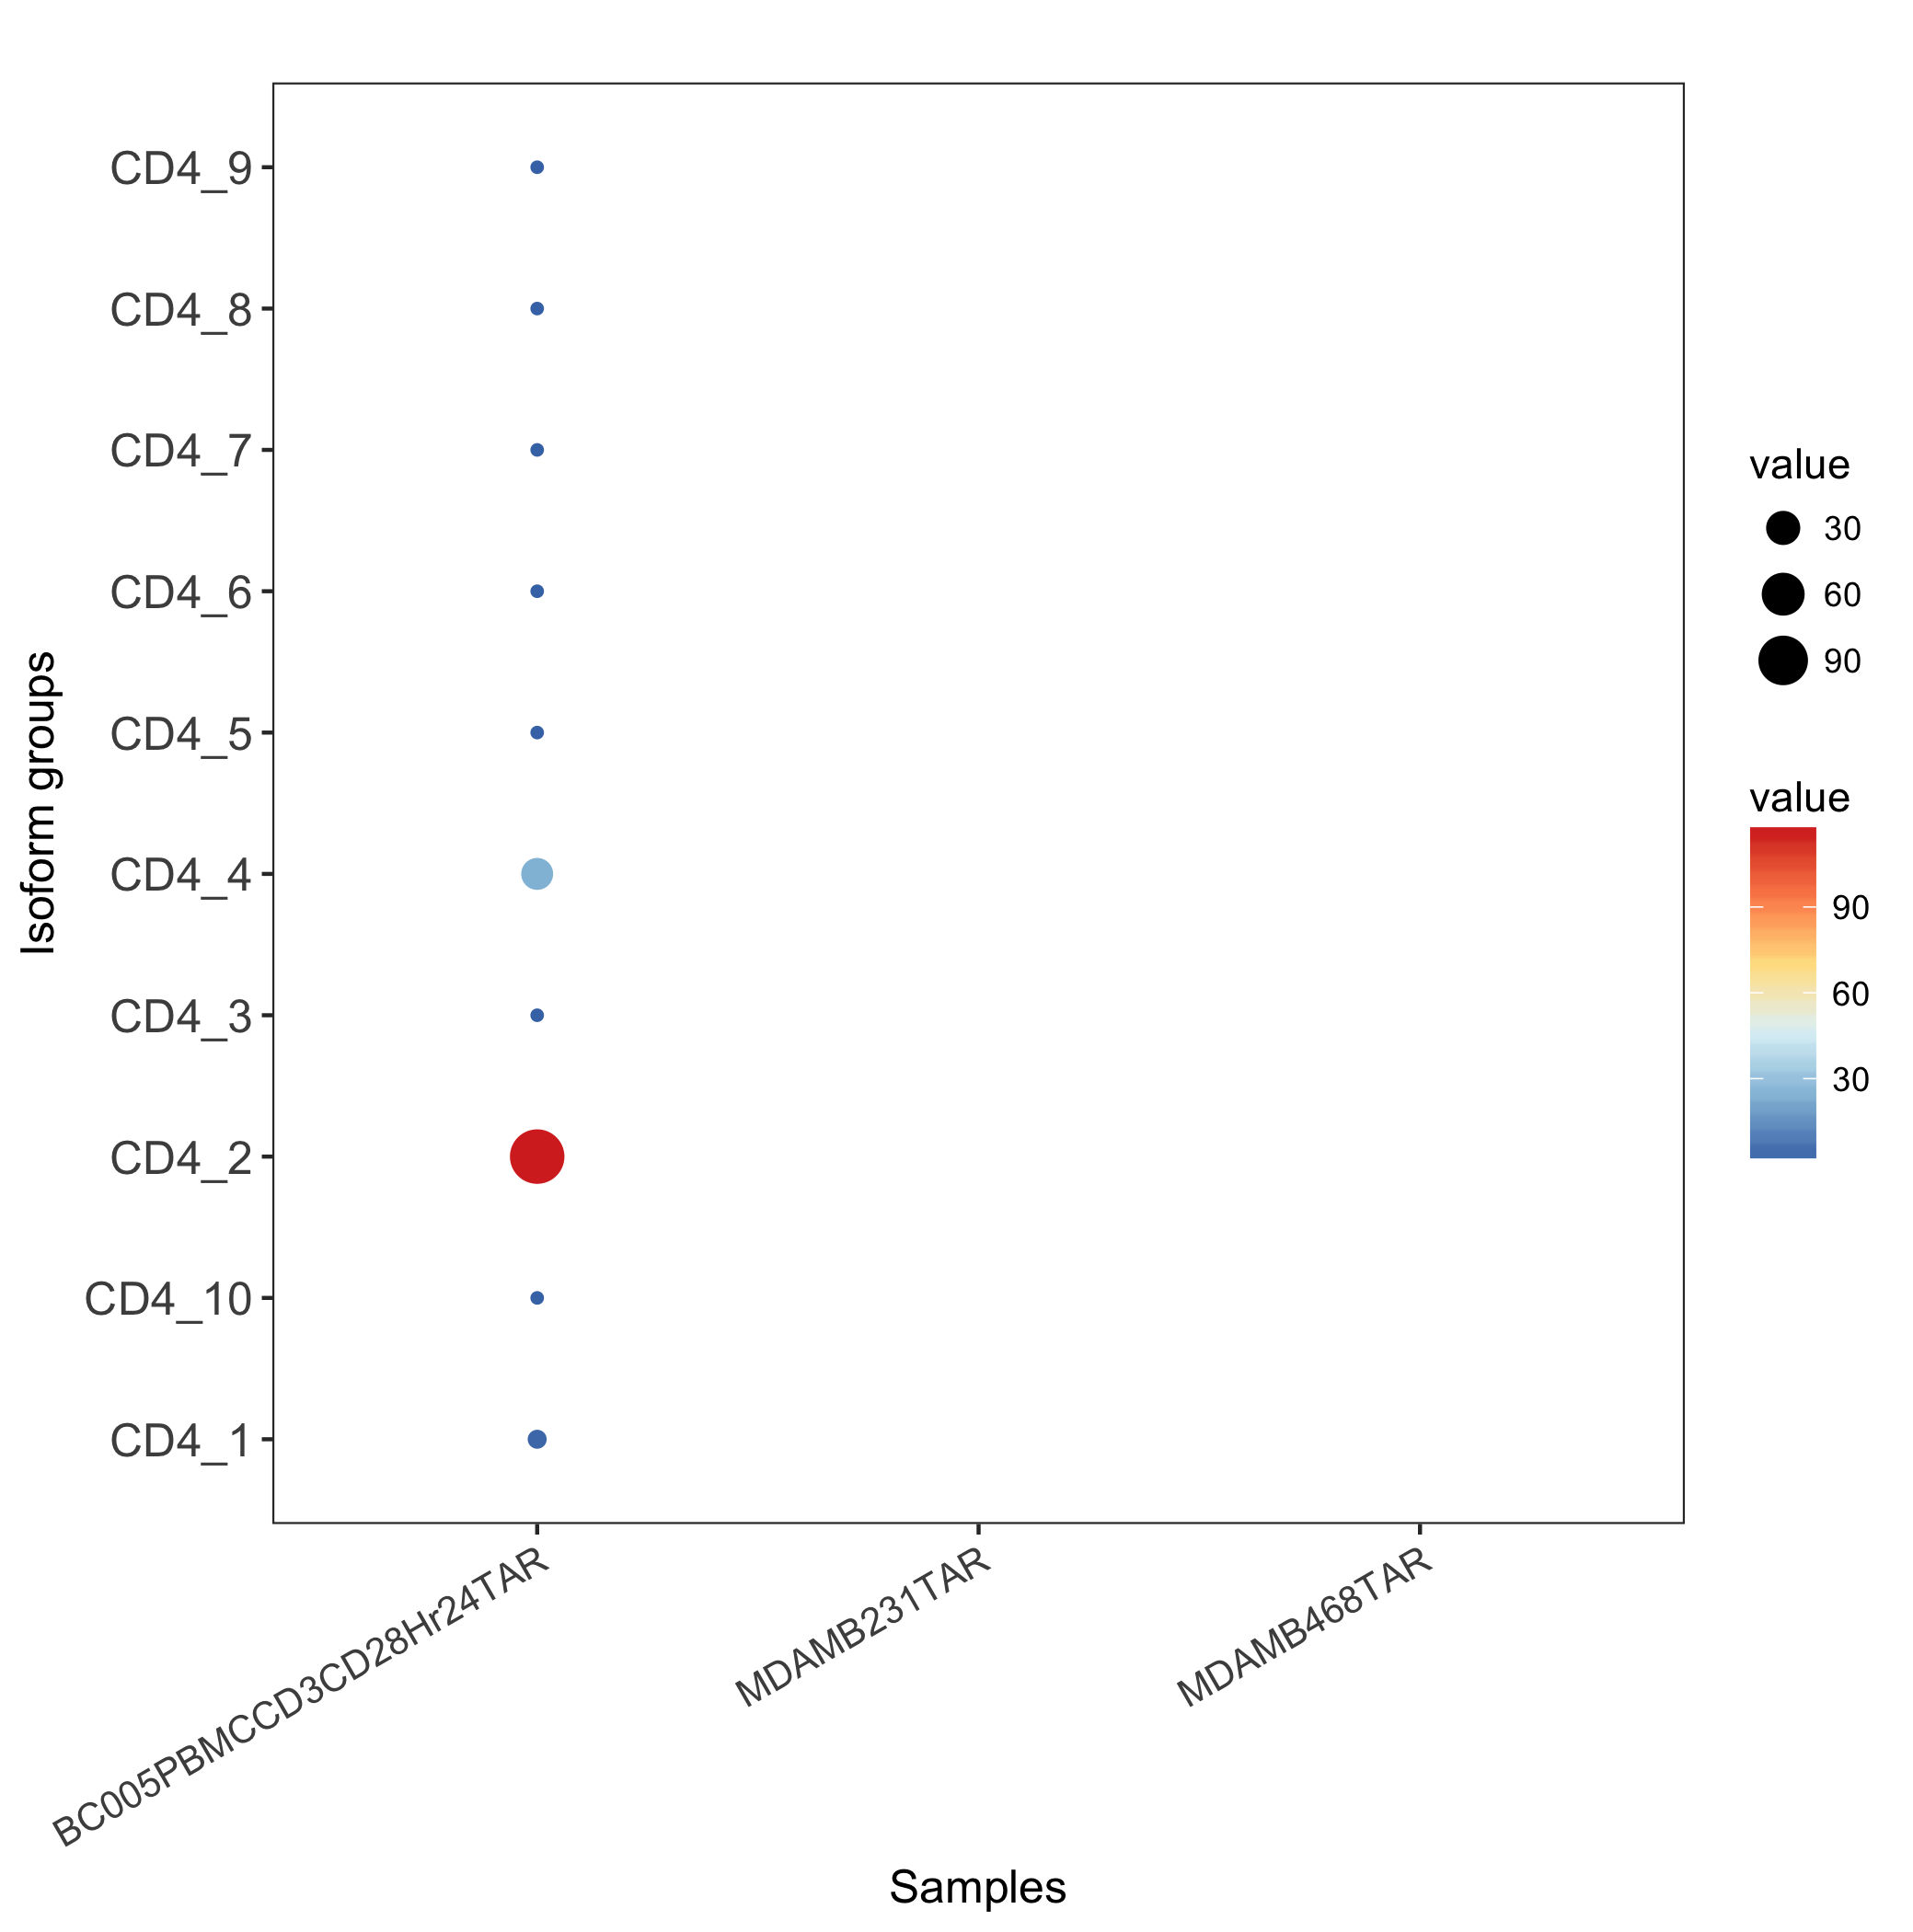 CD4_9
CD4_8
CD4_7
CD4_6
CD4_5
CD4_4
CD4_3
CD4_2
CD4_10
CD4_1
Isoform groups
BC005PBMCCD3CD28Hr24TAR
MDAMB231TAR
MDAMB468TAR
Samples
value
30
60
90
value
90
60
30